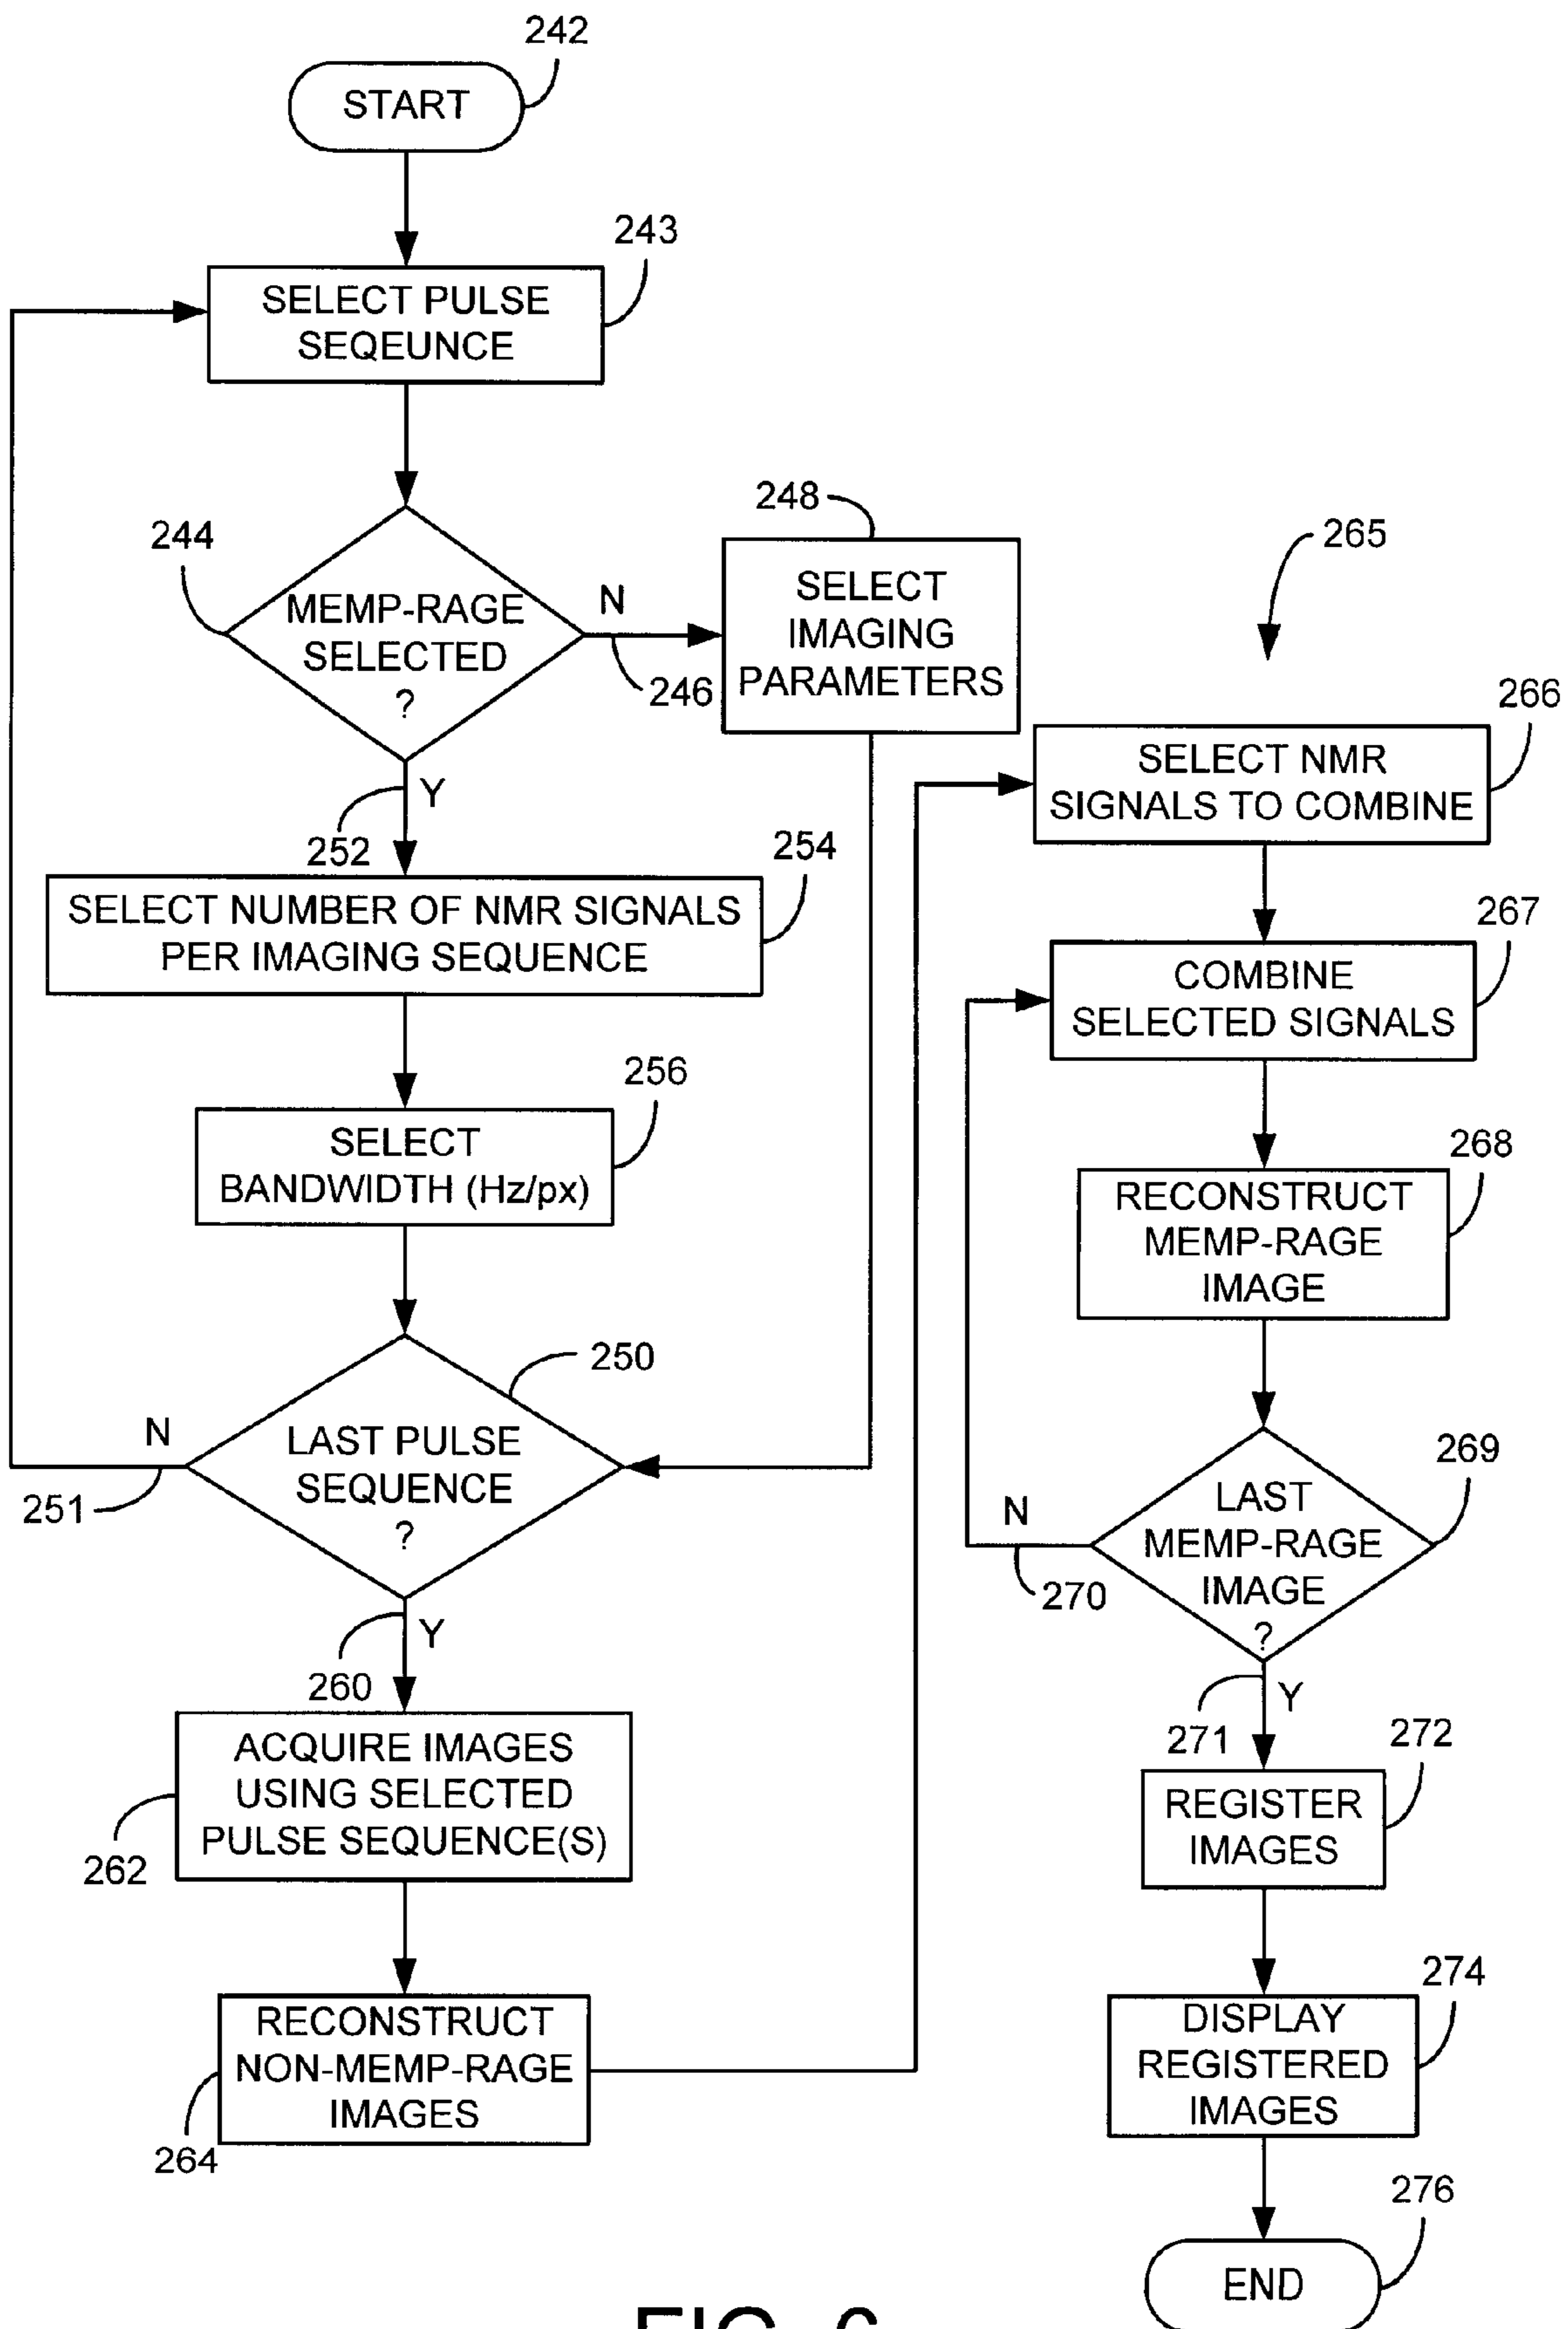 242
START
243
SELECT PULSE
SEQEUNCE
244
MEMP-RAGE
SELECTED
?
N
246
248
SELECT
IMAGING
PARAMETERS
Y
252
254
SELECT NUMBER OF NMR SIGNALS
PER IMAGING SEQUENCE
256
SELECT
BANDWIDTH (Hz/px)
250
LAST PULSE
SEQUENCE
?
N
251
Y
260
ACQUIRE IMAGES
USING SELECTED
PULSE SEQUENCE(S)
262
RECONSTRUCT
NON-MEMP-RAGE
IMAGES
264
265
266
SELECT NMR
SIGNALS TO COMBINE
267
COMBINE
SELECTED SIGNALS
268
RECONSTRUCT
MEMP-RAGE
IMAGE
269
LAST
MEMP-RAGE
IMAGE
?
N
270
Y
271
272
REGISTER
IMAGES
274
DISPLAY
REGISTERED
IMAGES
276
END
FIG. 6